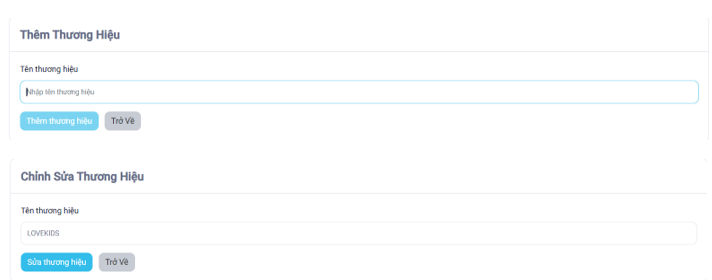 Thêm Thương Hiệu
Tên thương hiệu
Nhập tên thương hiệu
Thêm thương hiệu Trở Về
Chỉnh Sửa Thương Hiệu
Tên thương hiệu
LOVEKIDS
Sửa thương hiệu Trở Về